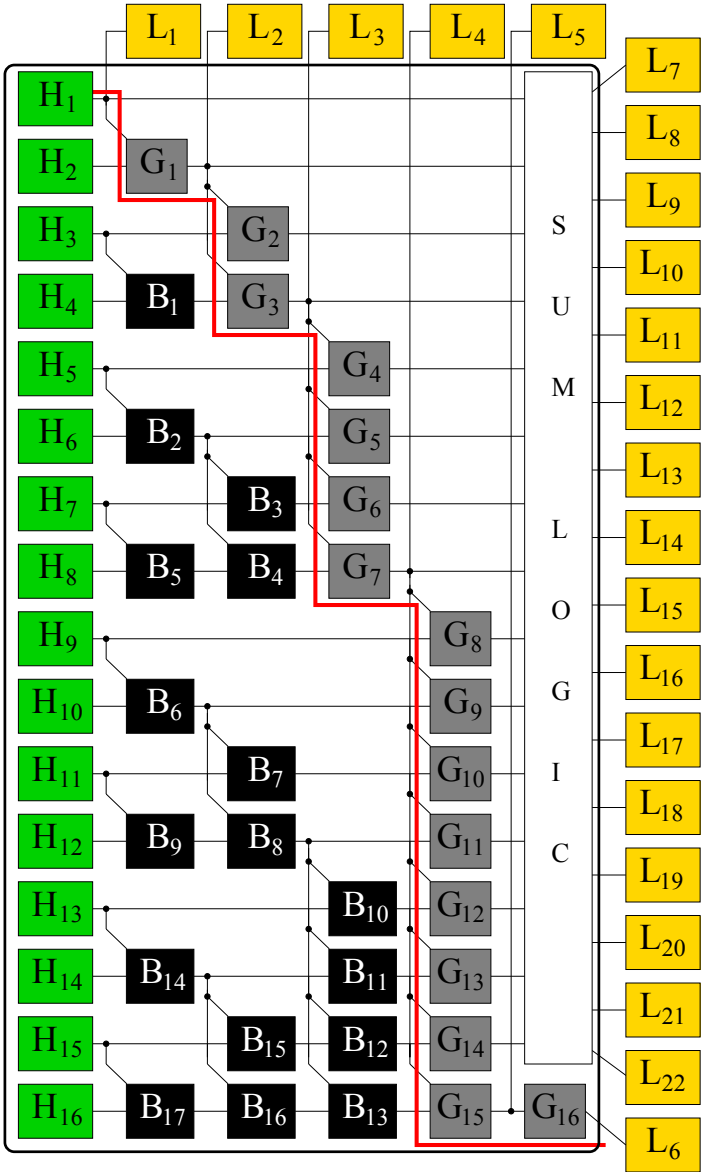 L1 L2 L3 L4 L5
H1 L7
L8
H2 G1
L9
H3 G2 S
L10
H4 B1 G3 U
L11
H5 G4 M
L12
H6 B2 G5
L13
H7 B3 G6
L14
H8 B5 B4 G7 L
L15
H9 G8 O
L16
H10 B6 G9 G
L17
H11 B7 G10 I
L18
H12 B9 B8 G11 C
L19
H13 B10 G12
L20
H14 B14 B11 G13
L21
H15 B15 B12 G14
L22
H16 B17 B16 B13 G15 G16
L6